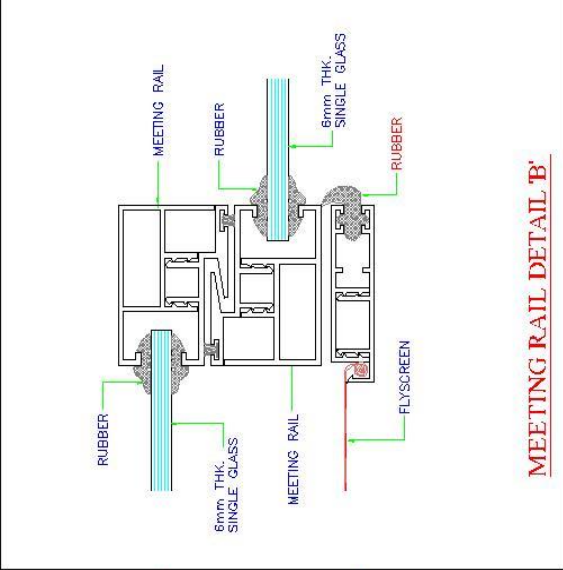 MEETING RAIL
RUBBER
6mm THK.
SINGLE GLASS
RUBBER
RUBBER
6mm THK.
SINGLE GLASS
MEETING RAIL
FLYSCREEN
MEETING RAIL DETAIL 'B'